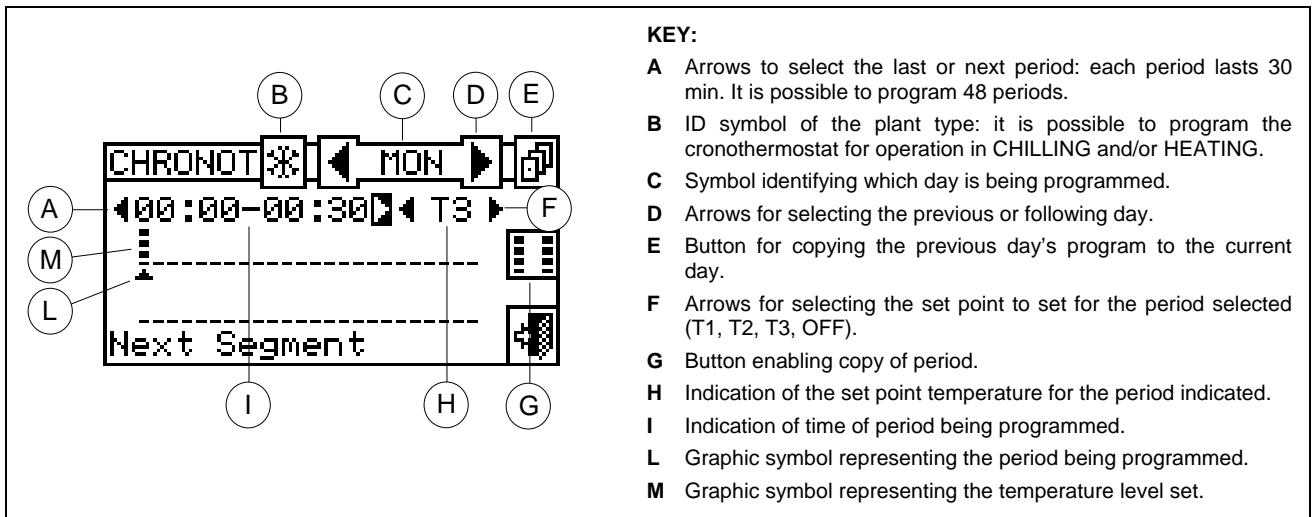 B C D E
CHRONOT MON
A 00:00-00:30 T3 F
M
L
Next Segment
I H G
KEY:
A Arrows to select the last or next period: each period lasts 30
min. It is possible to program 48 periods.
B ID symbol of the plant type: it is possible to program the
cronothermostat for operation in CHILLING and/or HEATING.
C Symbol identifying which day is being programmed.
D Arrows for selecting the previous or following day.
E Button for copying the previous day's program to the current
day.
F Arrows for selecting the set point to set for the period selected
(T1, T2, T3, OFF).
G Button enabling copy of period.
H Indication of the set point temperature for the period indicated.
I Indication of time of period being programmed.
L Graphic symbol representing the period being programmed.
M Graphic symbol representing the temperature level set.